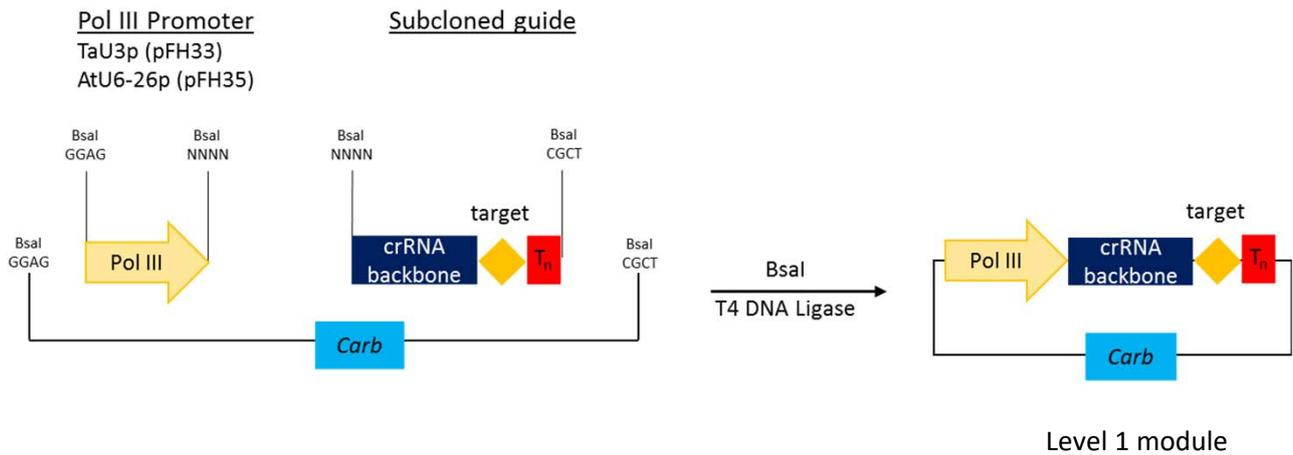 Pol III Promoter
TaU3p (pFH33)
AtU6-26p (pFH35)
Subcloned guide
BsaI
GGAG
BsaI
NNNN
BsaI
NNNN
BsaI
CGCT
BsaI
GGAG
Pol III
crRNA
backbone
target
Tn
BsaI
CGCT
Carb
BsaI
T4 DNA Ligase
Pol III
crRNA
backbone
target
Tn
Carb
Level 1 module